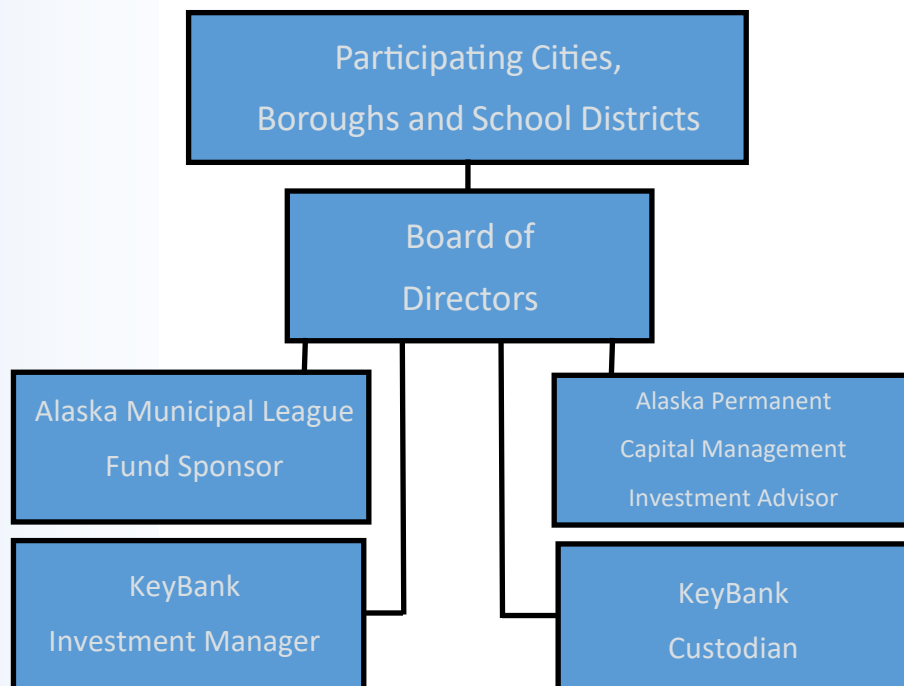 Participating Cities,
Boroughs and School Districts
Board of
Directors
Alaska Municipal League
Fund Sponsor
Alaska Permanent
Capital Management
Investment Advisor
KeyBank
Investment Manager
KeyBank
Custodian